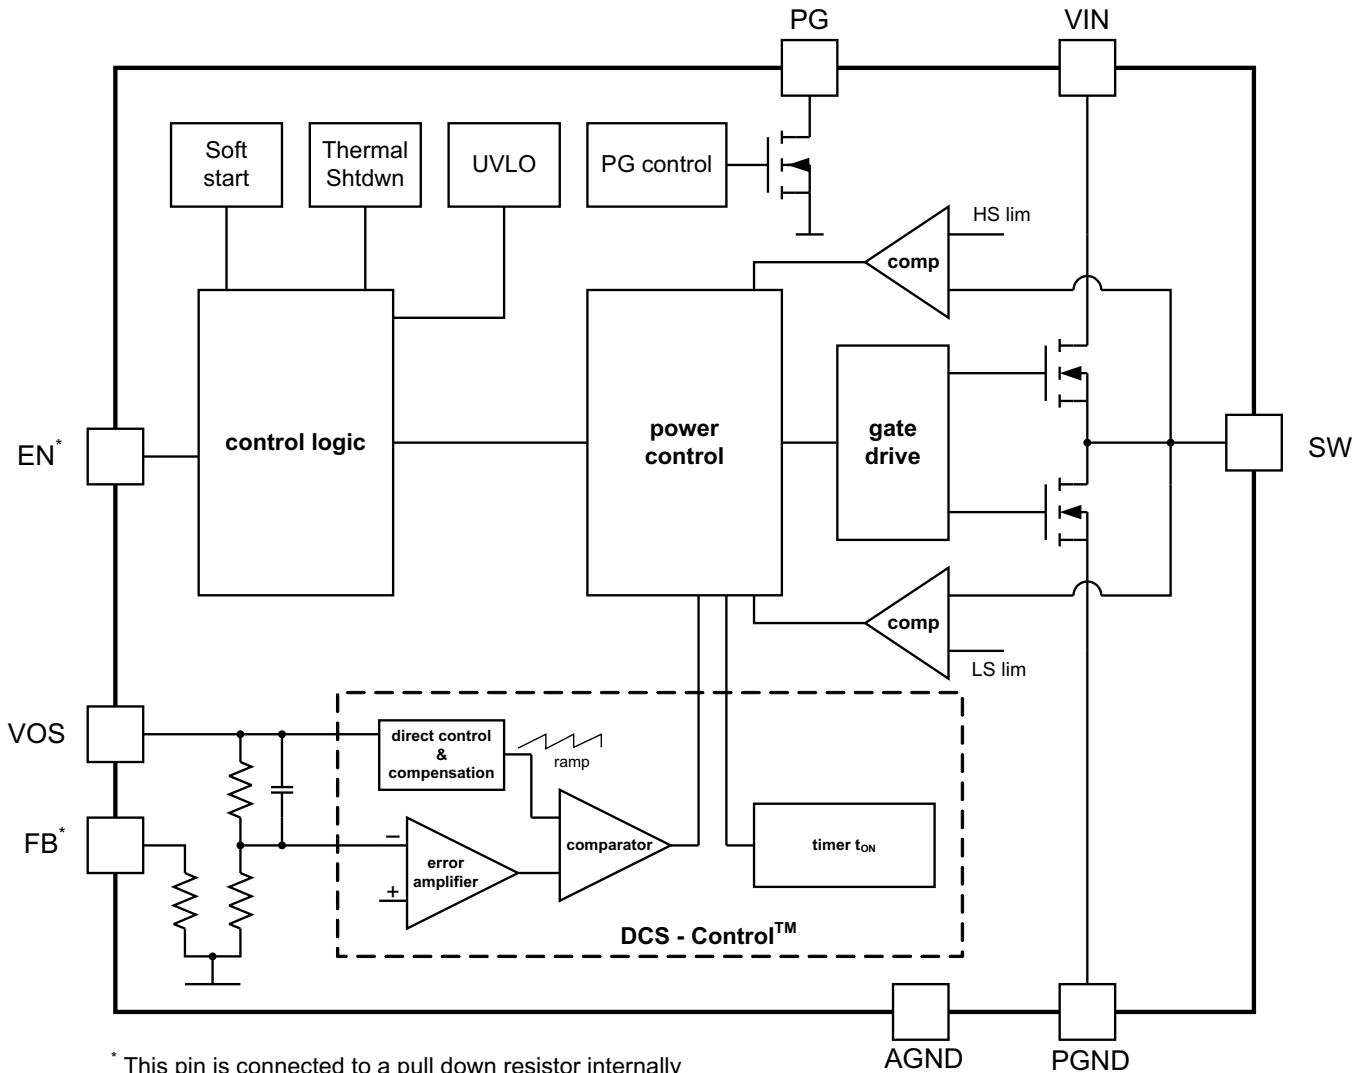 PG
VIN
Soft
start
Thermal
Shtdwn
UVLO
PG control
HS lim
comp
control logic
power
control
gate
drive
EN*
SW
comp
LS lim
VOS
direct control
&
compensation
ramp
FB*
−
error
amplifier
+
comparator
timer tON
DCS - Control™
AGND
PGND
* This pin is connected to a pull down resistor internally